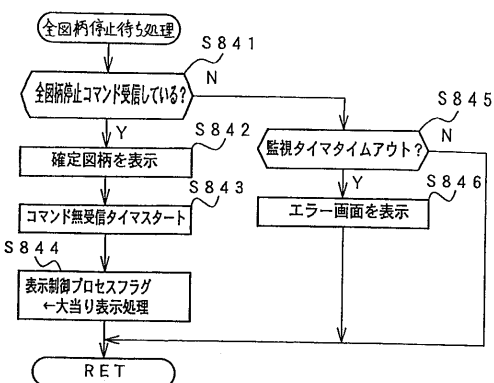 全図柄停止待ち処理
S841
全図柄停止コマンド受信している?
N
S845
Y
S842
監視タイマタイムアウト?
N
確定図柄を表示
S843
Y
S846
コマンド無受信タイマスタート
エラー画面を表示
S844
表示制御プロセスフラグ
←大当り表示処理
RET